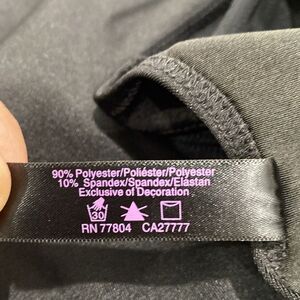 90% Polyester/Poliéster/Polyester
10% Spandex/Spandex/Elastan
Exclusive of Decoration
30
RN 77804 CA27777